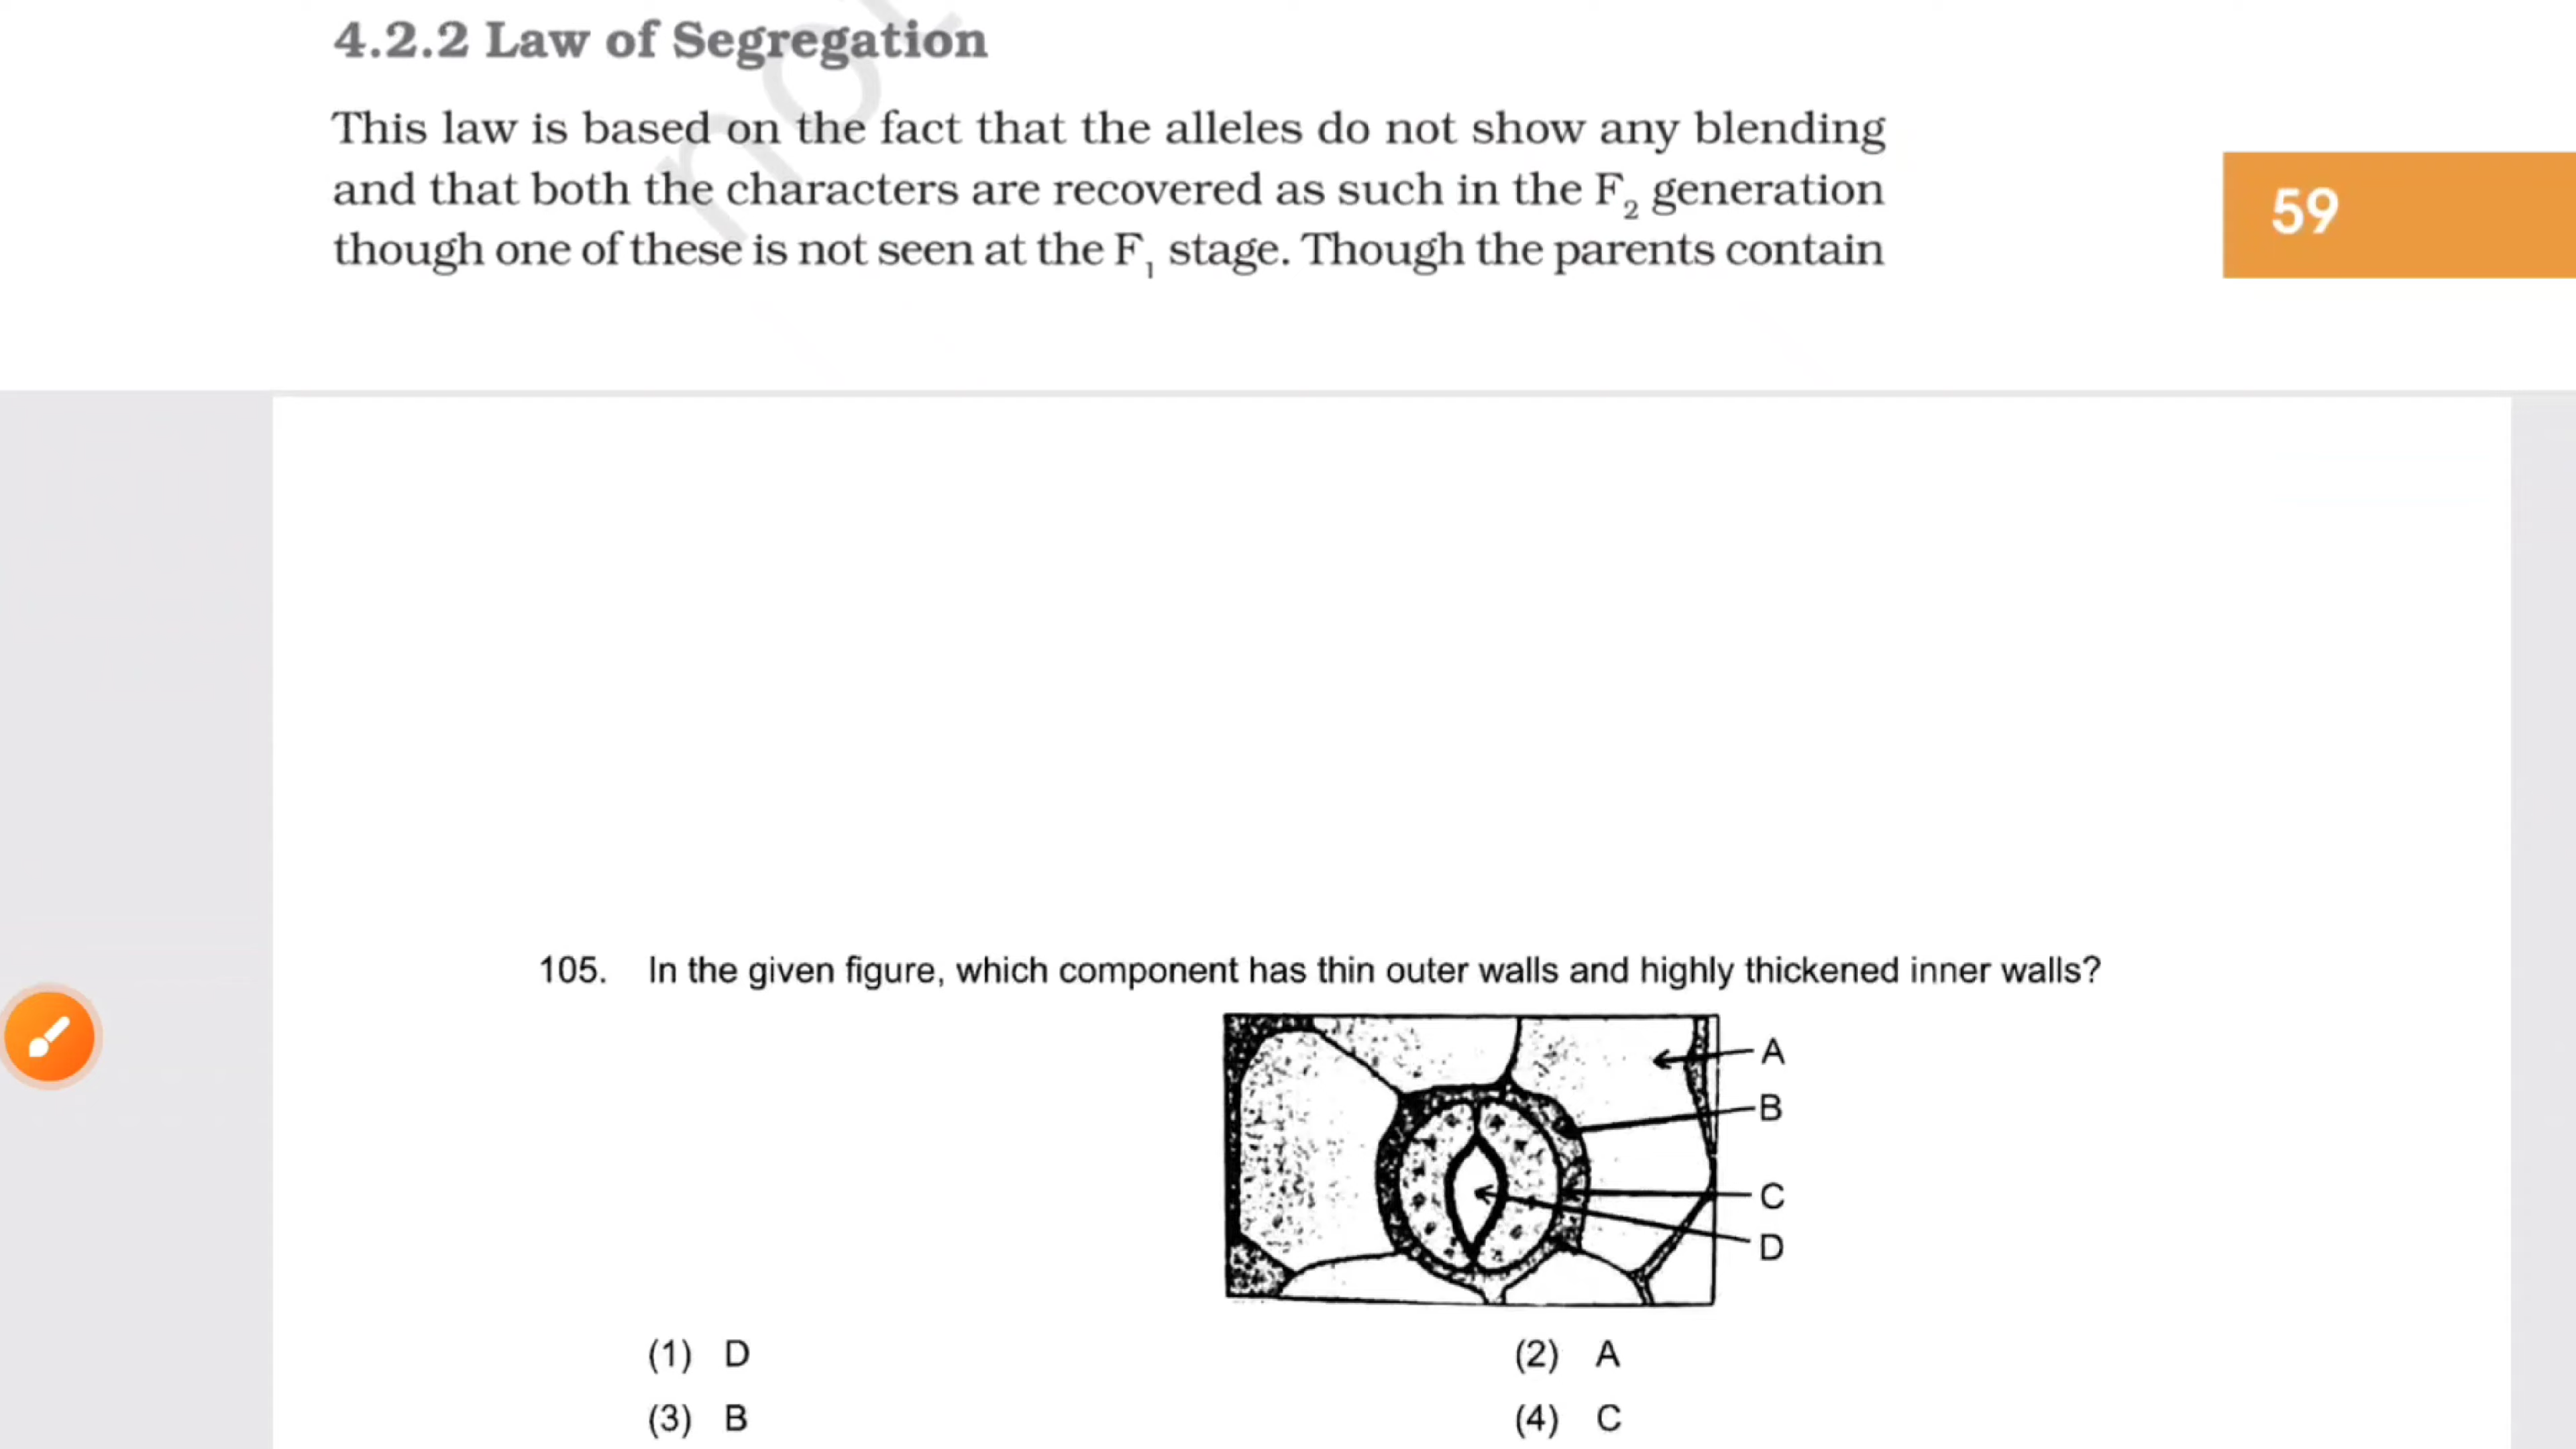 4.2.2 Law of Segregation
This law is based on the fact that the alleles do not show any blending
and that both the characters are recovered as such in the F₂ generation
though one of these is not seen at the F₁ stage. Though the parents contain
59
105. In the given figure, which component has thin outer walls and highly thickened inner walls?
A
B
C
D
(1) D
(2) A
(3) B
(4) C